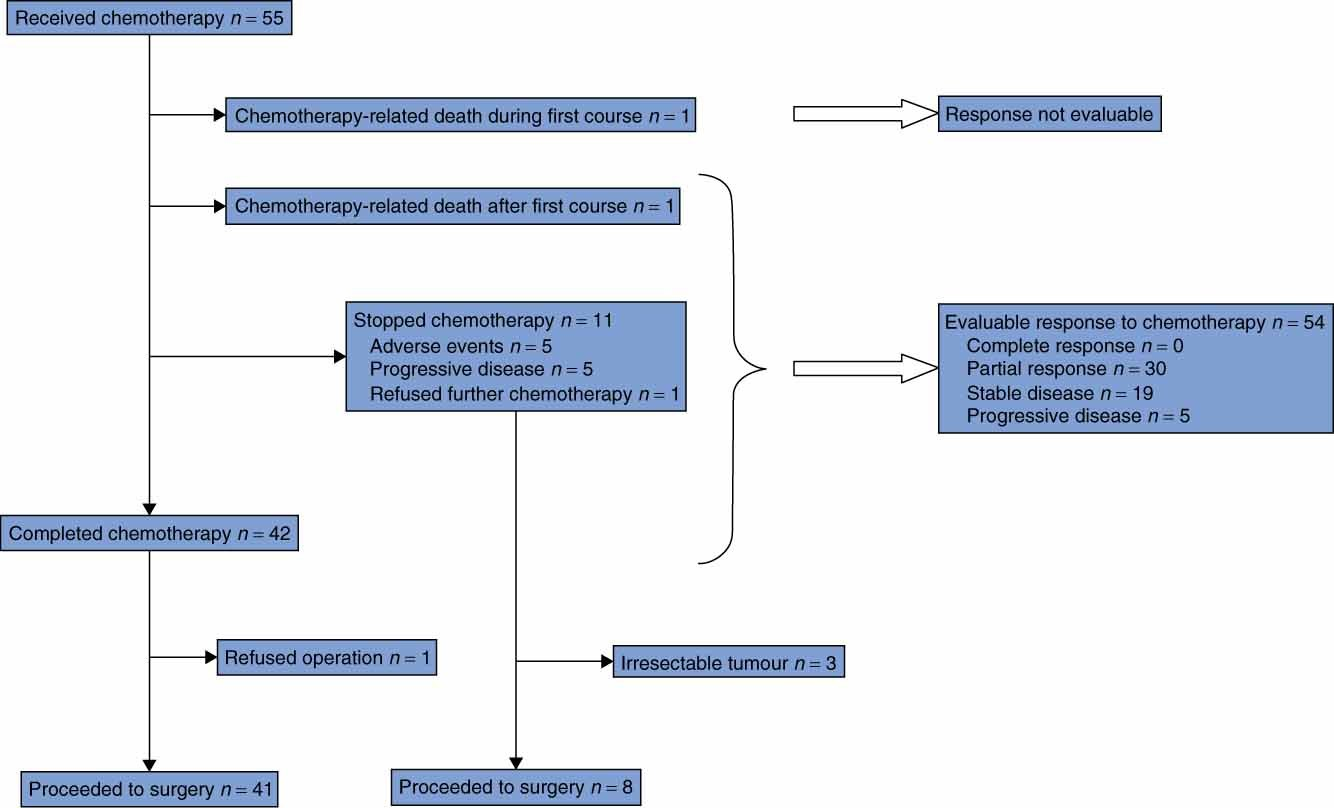 Received chemotherapy n = 55
Chemotherapy-related death during first course n = 1
Response not evaluable
Chemotherapy-related death after first course n = 1
Stopped chemotherapy n = 11
Adverse events n = 5
Progressive disease n = 5
Refused further chemotherapy n = 1
Evaluable response to chemotherapy n = 54
Complete response n = 0
Partial response n = 30
Stable disease n = 19
Progressive disease n = 5
Completed chemotherapy n = 42
Refused operation n = 1
Irresectable tumour n = 3
Proceeded to surgery n = 41
Proceeded to surgery n = 8